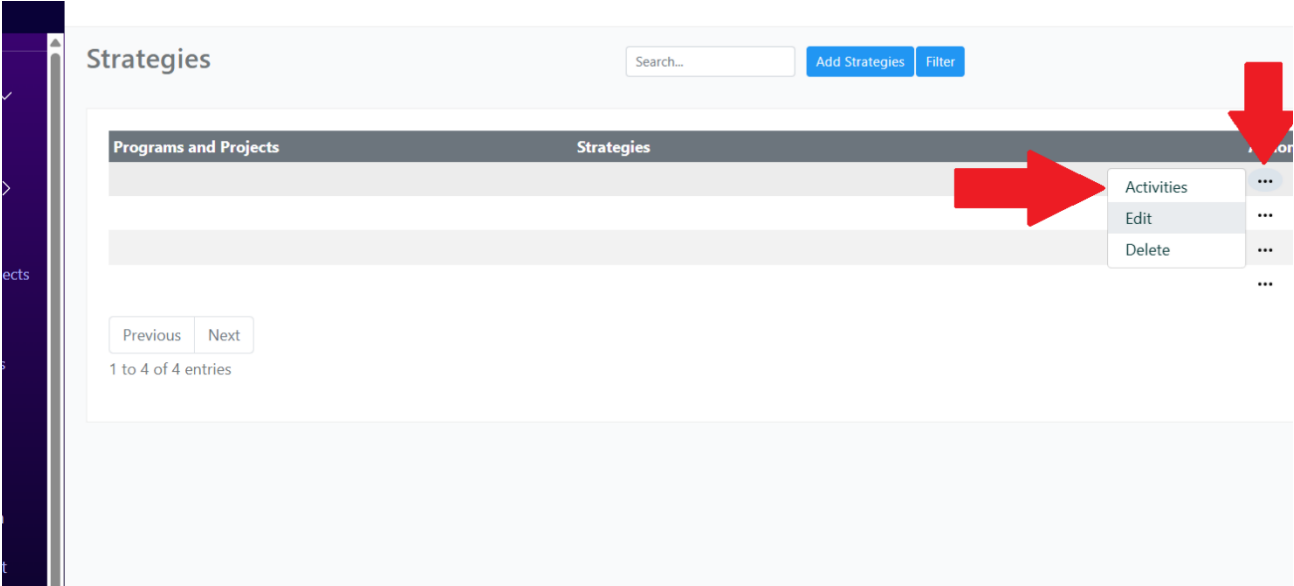 Strategies
Search...
Add Strategies
Filter
Programs and Projects
Strategies
Activities
Edit
Delete
ects
Previous
Next
1 to 4 of 4 entries